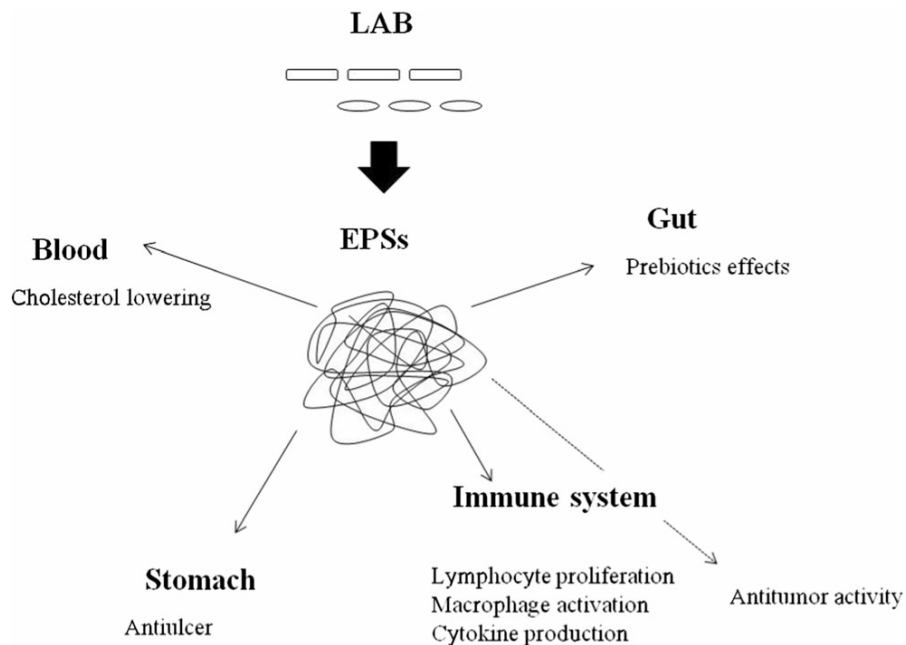 LAB
EPSs
Blood
Cholesterol lowering
Gut
Prebiotics effects
Stomach
Antiulcer
Immune system
Lymphocyte proliferation
Macrophage activation
Cytokine production
Antitumor activity